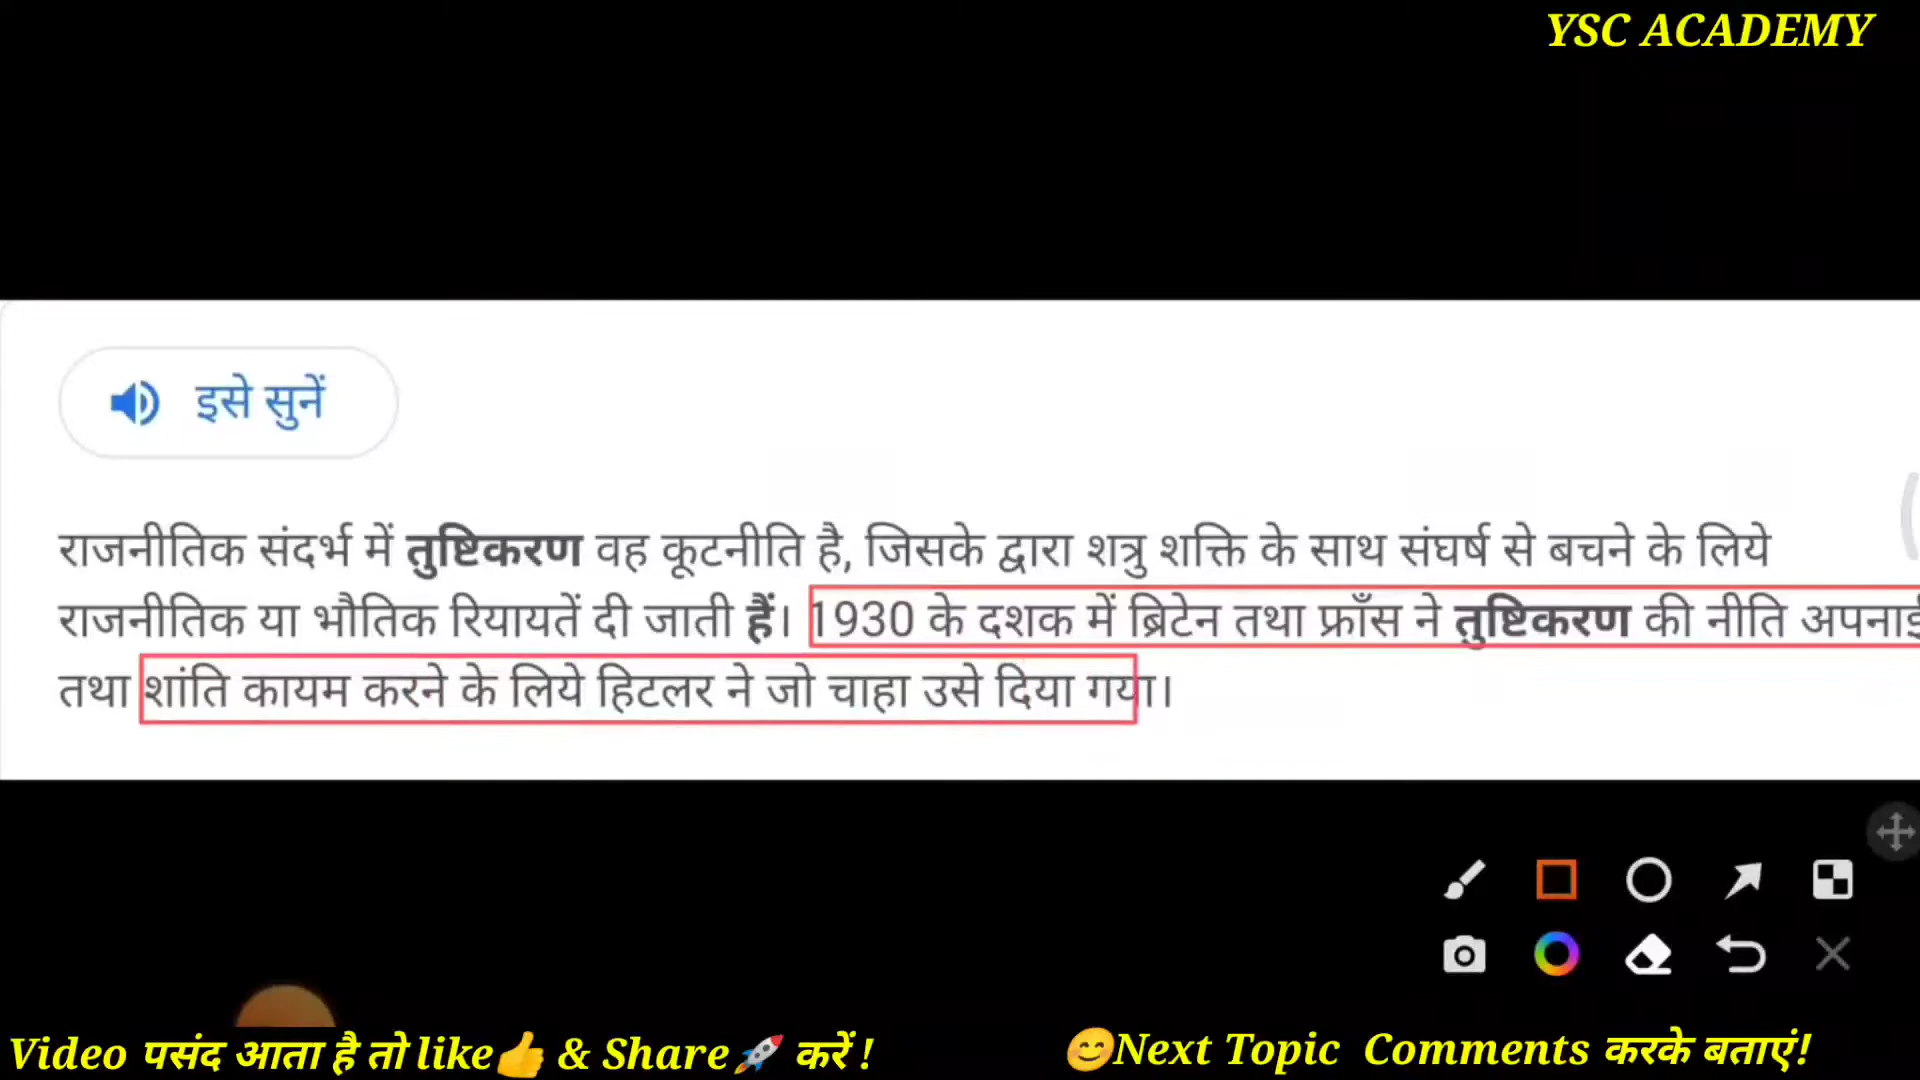 YSC ACADEMY
इसे सुनें
राजनीतिक संदर्भ में तुष्टिकरण वह कूटनीति है, जिसके द्वारा शत्रु शक्ति के साथ संघर्ष से बचने के लिये
राजनीतिक या भौतिक रियायतें दी जाती हैं। 1930 के दशक में ब्रिटेन तथा फ्राँस ने तुष्टिकरण की नीति अपनाई
तथा शांति कायम करने के लिये हिटलर ने जो चाहा उसे दिया गया।
Video पसंद आता है तो like👍 & Share🚀 करें !
😊Next Topic Comments करके बताएं!